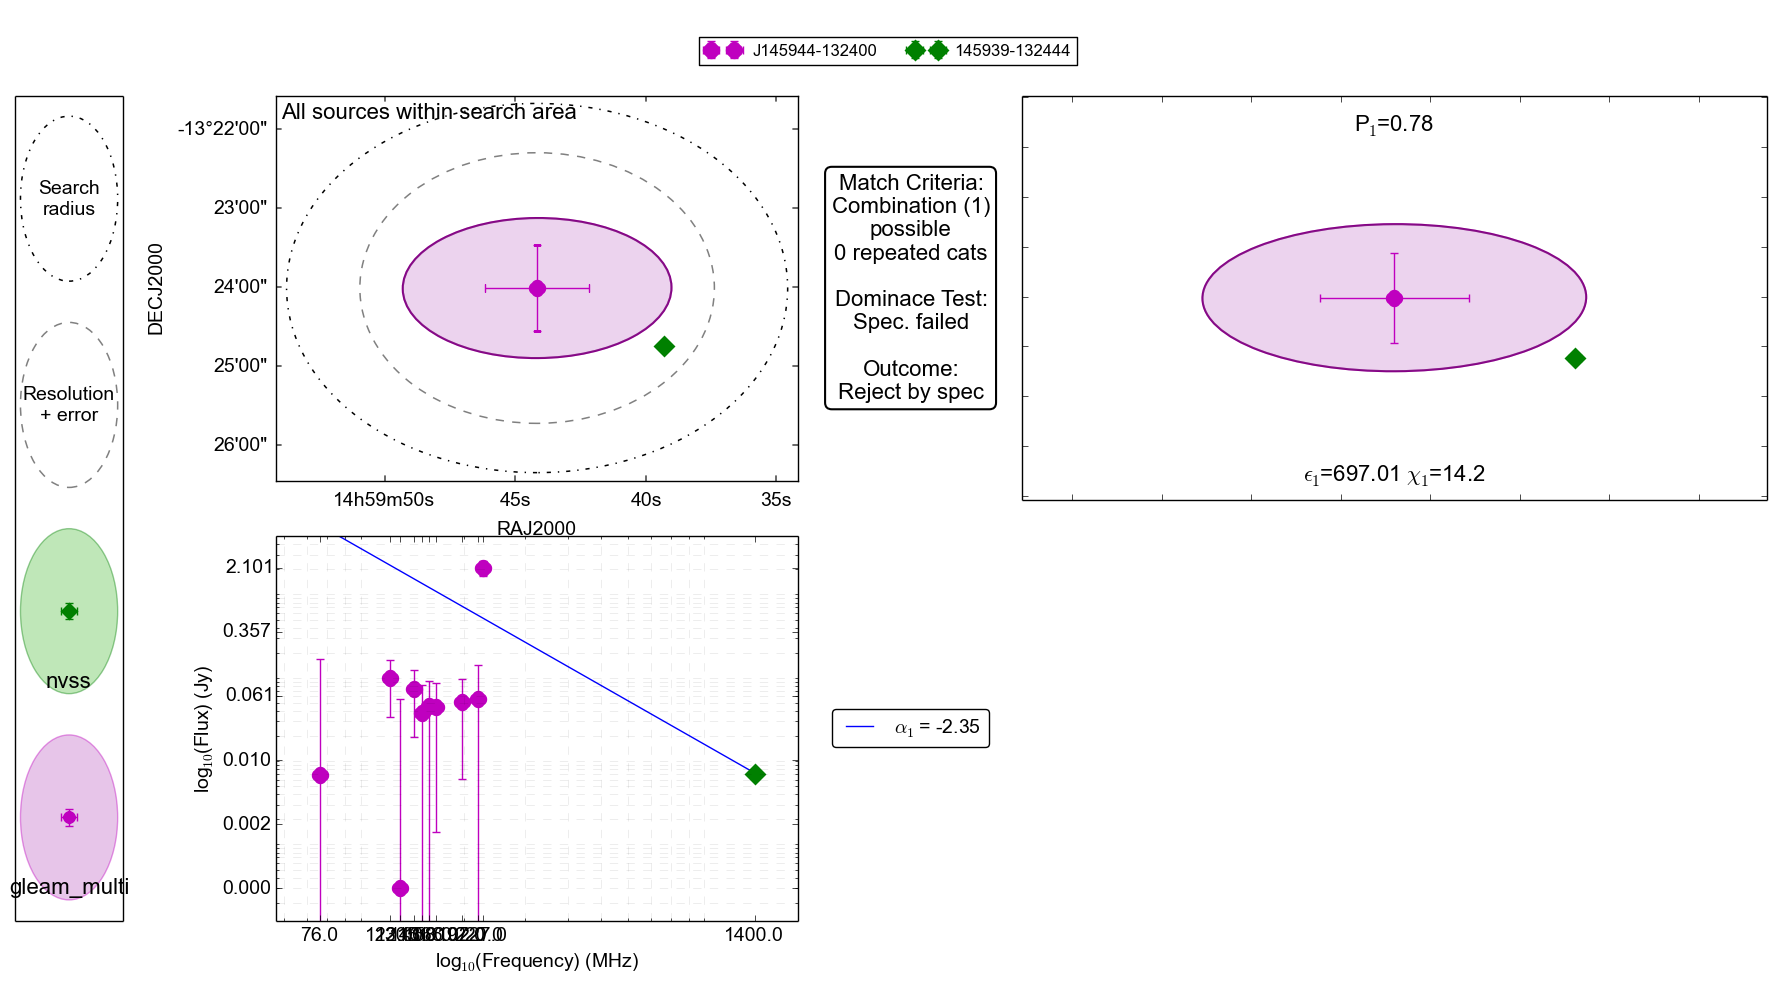 J145944-132400
145939-132444
Search
radius
Resolution
+ error
nvss
gleam_multi
All sources within search area
DECJ2000
-13°22'00"
23'00"
24'00"
25'00"
26'00"
14h59m50s
45s
40s
35s
RAJ2000
Match Criteria:
Combination (1)
possible
0 repeated cats
Dominace Test:
Spec. failed
Outcome:
Reject by spec
P₁=0.78
ϵ₁=697.01 χ₁=14.2
log₁₀(Flux) (Jy)
2.101
0.357
0.061
0.010
0.002
0.000
76.0
1400.0
log₁₀(Frequency) (MHz)
α₁ = -2.35